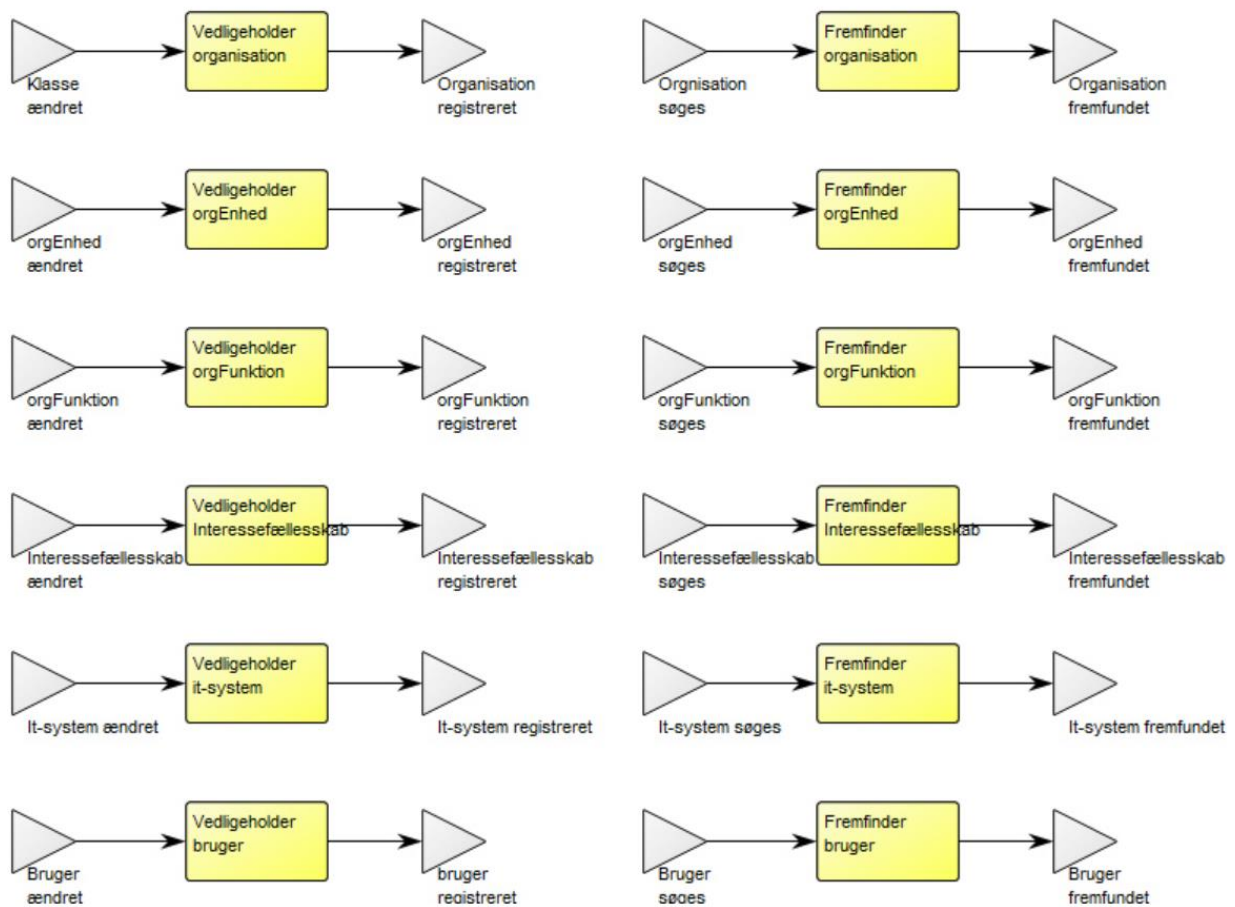 Vedligeholder
organisation
Klasse
ændret
Organisation
registreret
Fremfinder
organisation
Orgnisation
søges
Organisation
fremfundet
Vedligeholder
orgEnhed
orgEnhed
ændret
orgEnhed
registreret
Fremfinder
orgEnhed
orgEnhed
søges
orgEnhed
fremfundet
Vedligeholder
orgFunktion
orgFunktion
ændret
orgFunktion
registreret
Fremfinder
orgFunktion
orgFunktion
søges
orgFunktion
fremfundet
Vedligeholder
Interessefællesskab
Interessefællesskab
ændret
Interessefællesskab
registreret
Fremfinder
Interessefællesskab
Interessefællesskab
søges
Interessefællesskab
fremfundet
Vedligeholder
it-system
It-system ændret
It-system registreret
Fremfinder
it-system
It-system søges
It-system fremfundet
Vedligeholder
bruger
Bruger
ændret
bruger
registreret
Fremfinder
bruger
Bruger
søges
Bruger
fremfundet